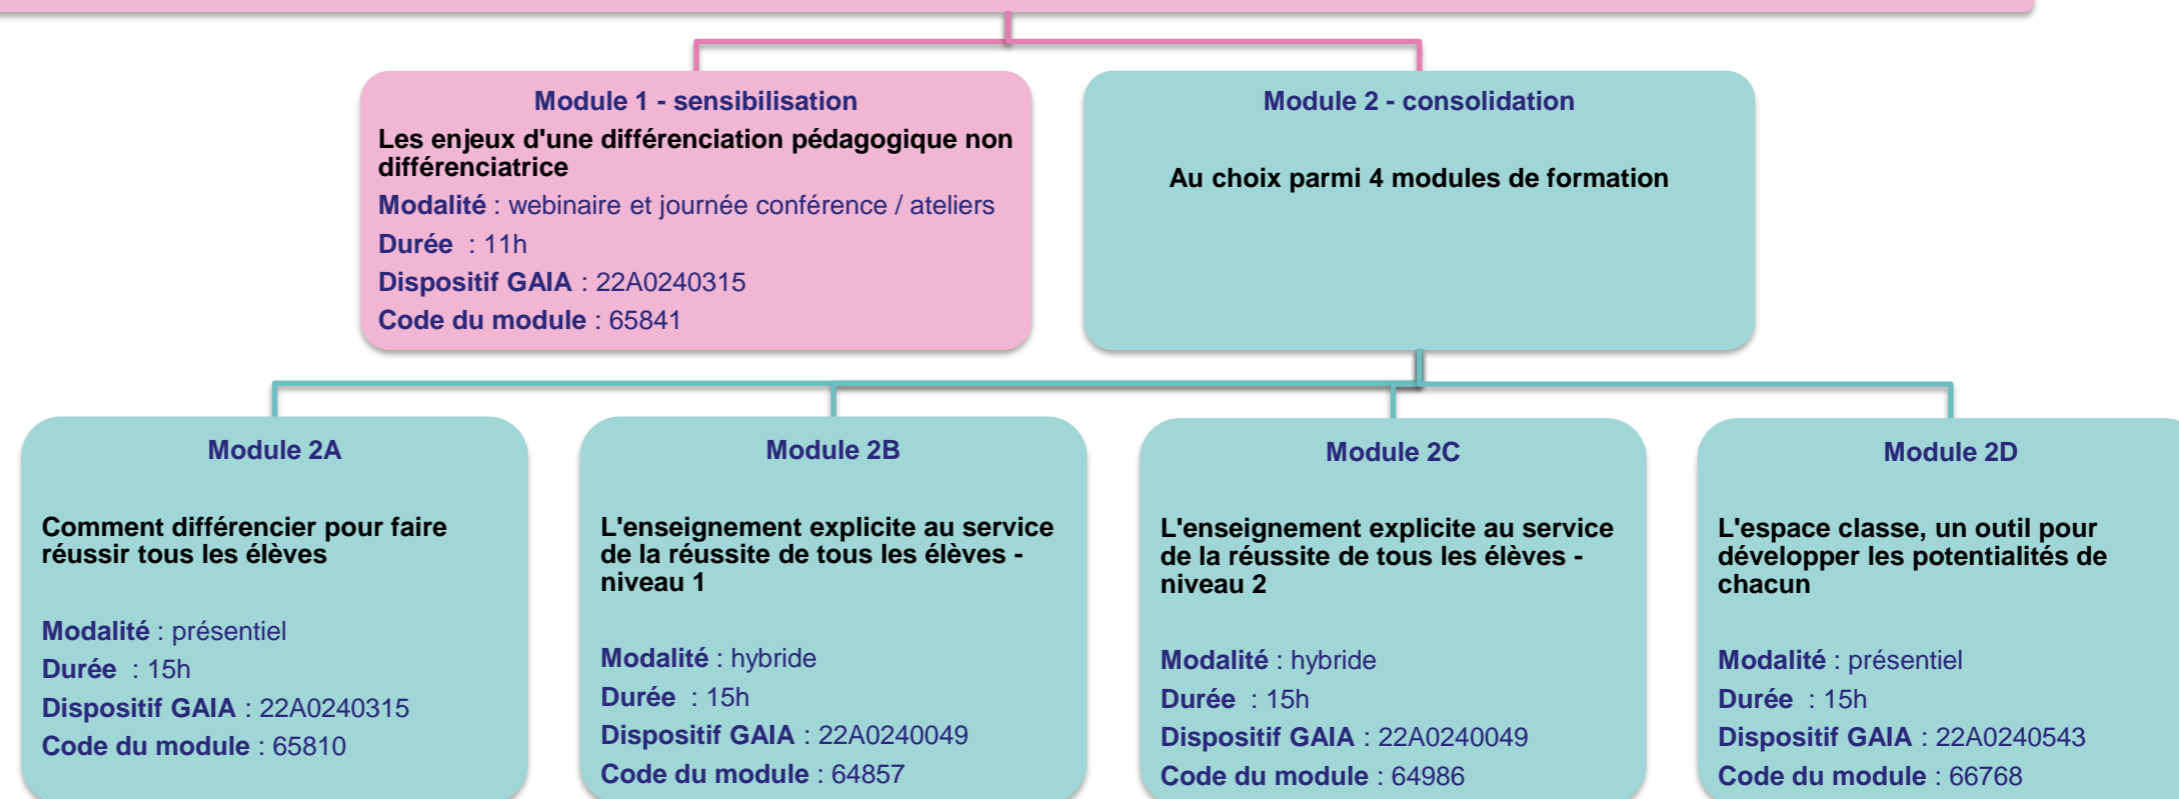 Module 1 - sensibilisation
Les enjeux d'une différenciation pédagogique non
différenciatrice
Modalité : webinaire et journée conférence / ateliers
Durée : 11h
Dispositif GAIA : 22A0240315
Code du module : 65841
Module 2 - consolidation
Au choix parmi 4 modules de formation
Module 2A
Comment différencier pour faire
réussir tous les élèves
Modalité : présentiel
Durée : 15h
Dispositif GAIA : 22A0240315
Code du module : 65810
Module 2B
L'enseignement explicite au service
de la réussite de tous les élèves -
niveau 1
Modalité : hybride
Durée : 15h
Dispositif GAIA : 22A0240049
Code du module : 64857
Module 2C
L'enseignement explicite au service
de la réussite de tous les élèves -
niveau 2
Modalité : hybride
Durée : 15h
Dispositif GAIA : 22A0240049
Code du module : 64986
Module 2D
L'espace classe, un outil pour
développer les potentialités de
chacun
Modalité : présentiel
Durée : 15h
Dispositif GAIA : 22A0240543
Code du module : 66768